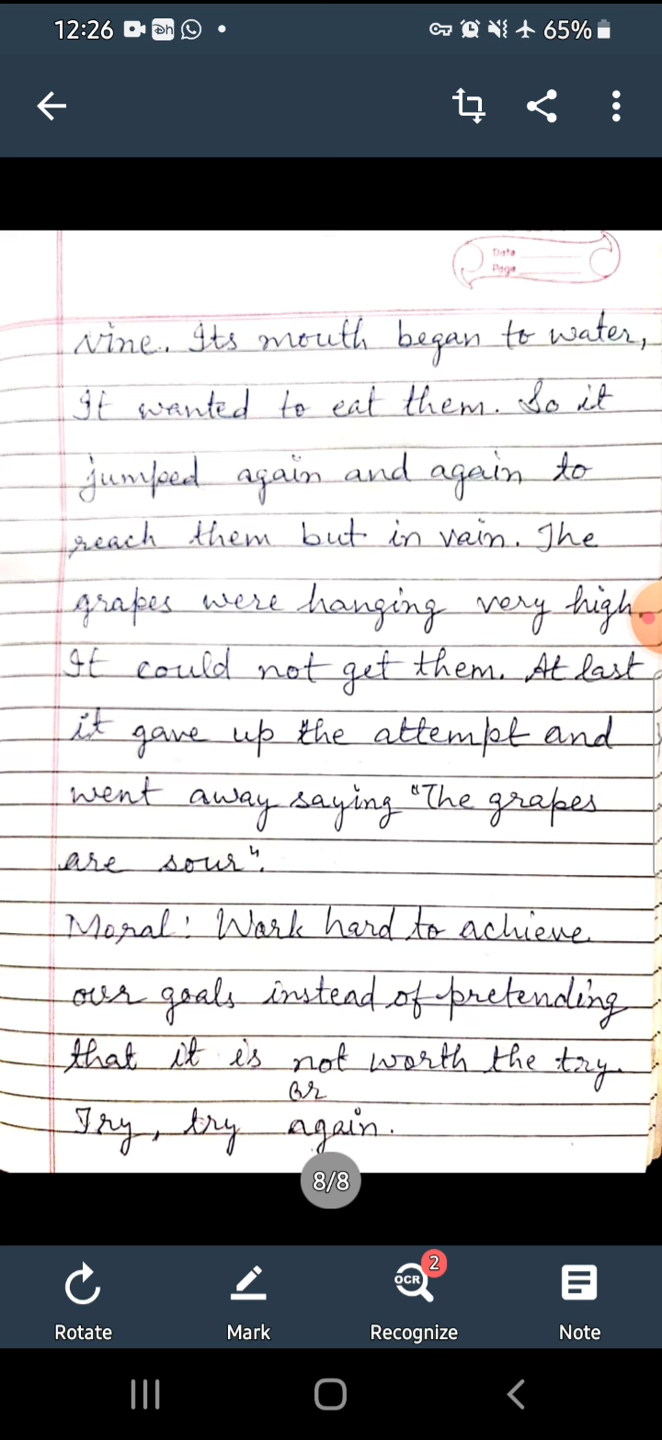 12:26
65%
Date
Page
vine. Its mouth began to water,
It wanted to eat them. So it
jumped again and again to
reach them but in vain. The
grapes were hanging very high.
It could not get them. At last
it gave up the attempt and
went away saying "The grapes
are sour".
Moral: Work hard to achieve
our goals instead of pretending
that it is not worth the try.
or
Try, try again.
8/8
OCR
2
Rotate
Mark
Recognize
Note